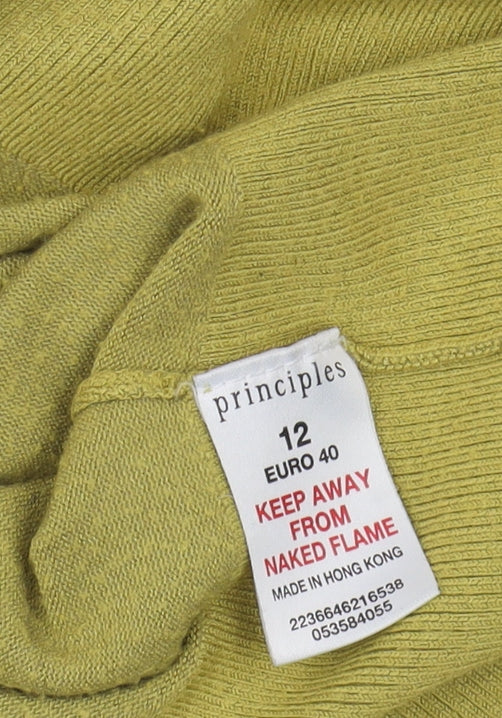 principles
12
EURO 40
KEEP AWAY
FROM
NAKED FLAME
MADE IN HONG KONG
2236646216538
053584055